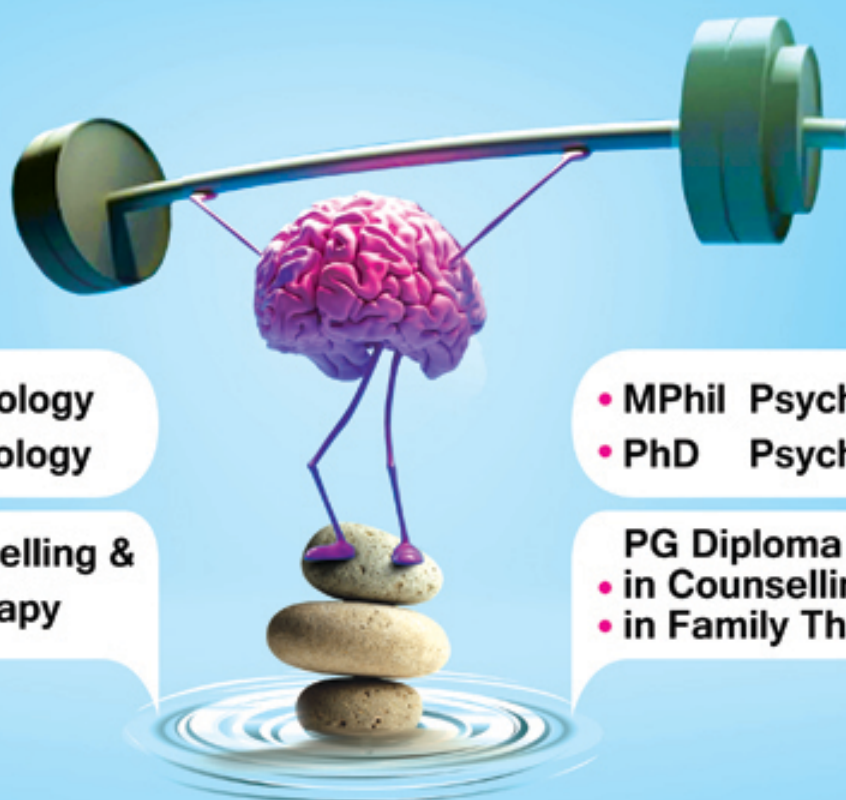 ology
ology
elling &
apy
• MPhil Psych
• PhD Psych
PG Diploma
• in Counsellin
• in Family Th